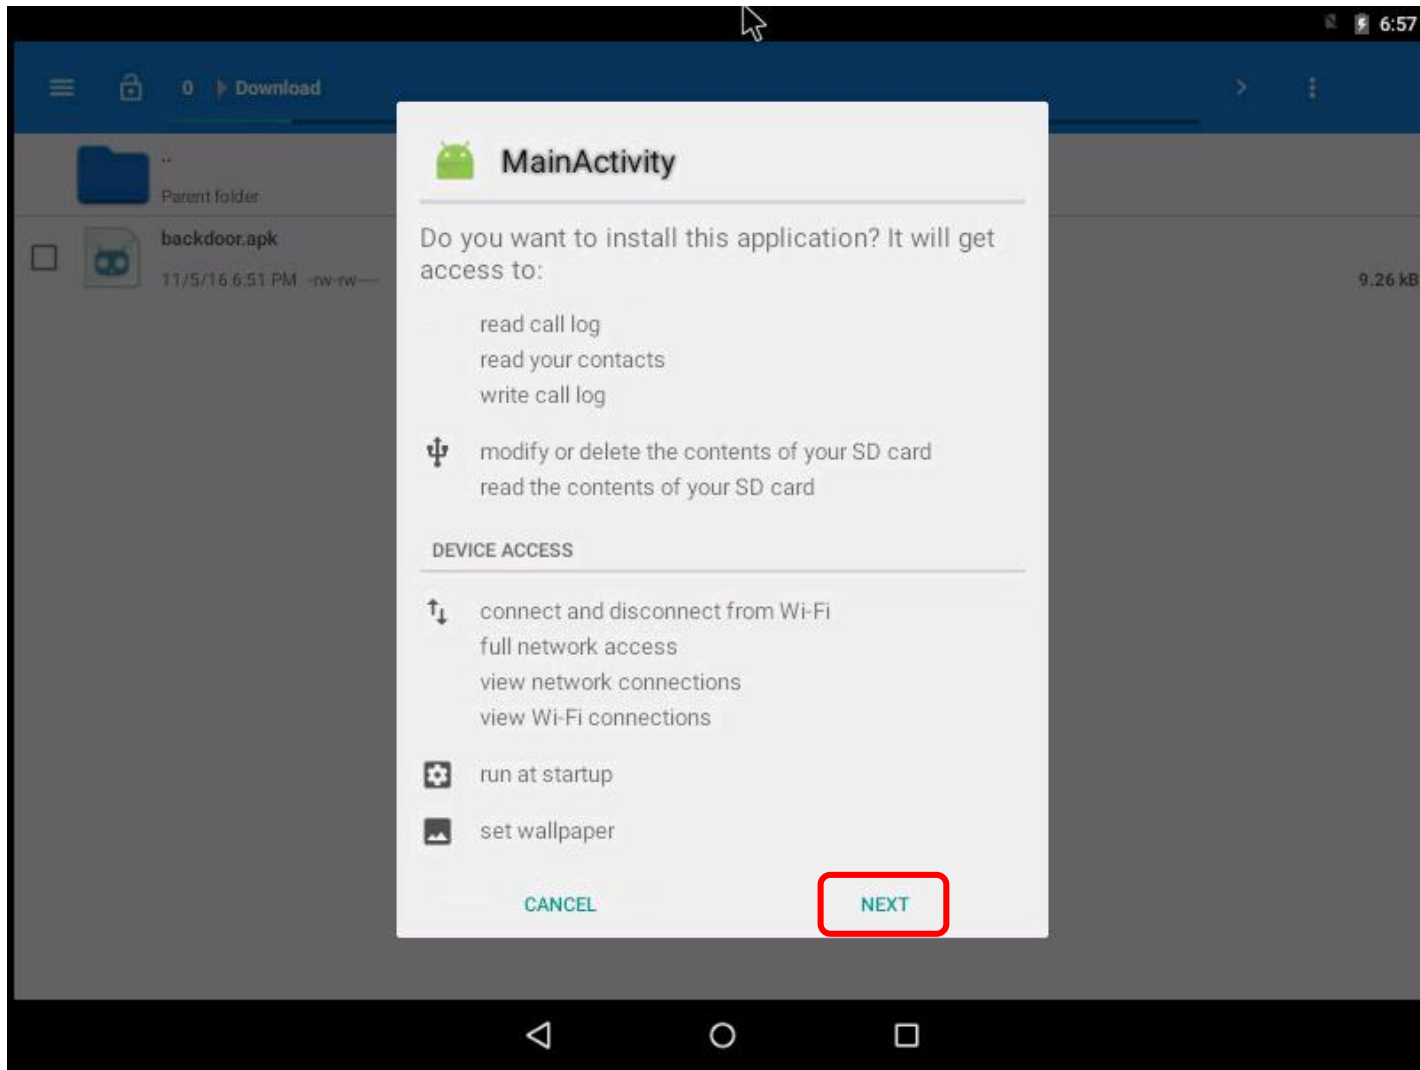 6:57
0 Download
MainActivity
..
Parent folder
backdoor.apk
11/5/16 6:51 PM -rw-rw----
9.26 kB
Do you want to install this application? It will get
access to:
read call log
read your contacts
write call log
modify or delete the contents of your SD card
read the contents of your SD card
DEVICE ACCESS
connect and disconnect from Wi-Fi
full network access
view network connections
view Wi-Fi connections
run at startup
set wallpaper
CANCEL
NEXT